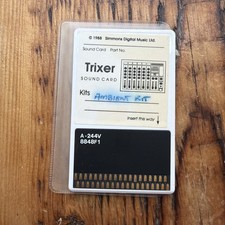 © 1988 Simmons Digital Music Ltd.
Sound Card - Part No.
Trixer
SOUND CARD
Kits
AMBIENT KIT
Insert this way
A-244V
8848F1